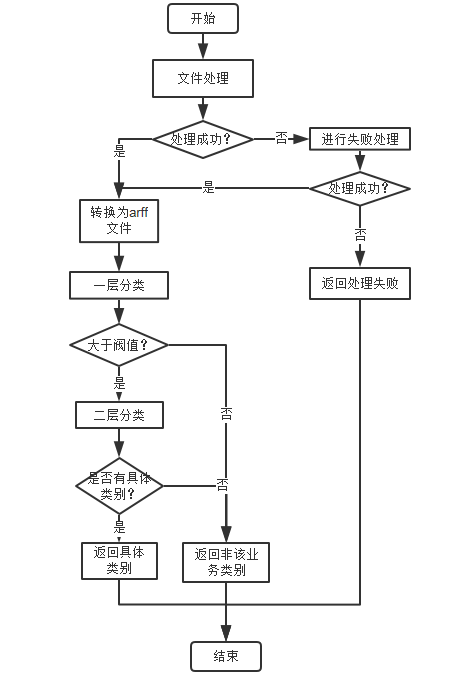 开始
文件处理
处理成功？
否
进行失败处理
是
是
处理成功？
转换为arff
文件
否
一层分类
返回处理失败
大于阀值？
是
否
二层分类
是否有具体
类别？
否
是
返回具体
类别
返回非该业
务类别
结束